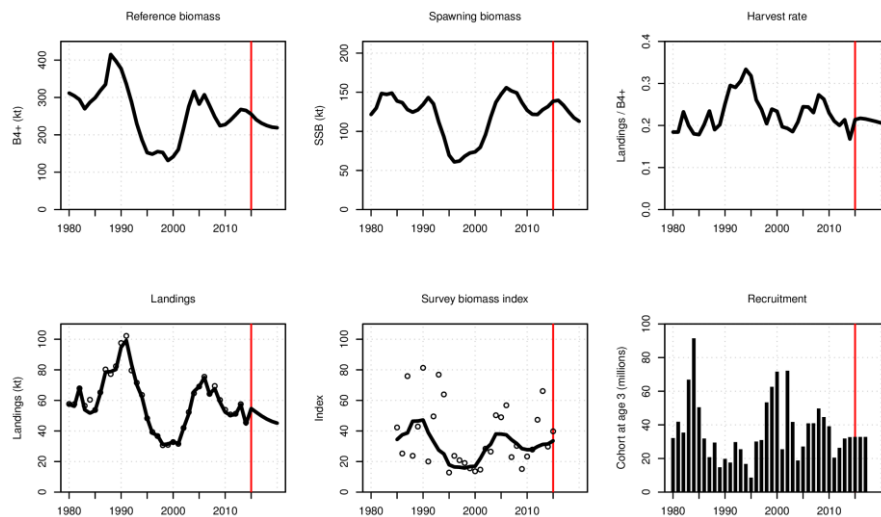 Reference biomass
B4+ (kt)
0 100 200 300 400
1980 1990 2000 2010
Spawning biomass
SSB (kt)
0 50 100 150 200
1980 1990 2000 2010
Harvest rate
Landings / B4+
0.0 0.1 0.2 0.3 0.4
1980 1990 2000 2010
Landings
Landings (kt)
0 20 40 60 80 100
1980 1990 2000 2010
Survey biomass index
Index
0 20 40 60 80 100
1980 1990 2000 2010
Recruitment
Cohort at age 3 (millions)
0 20 40 60 80 100
1980 1990 2000 2010